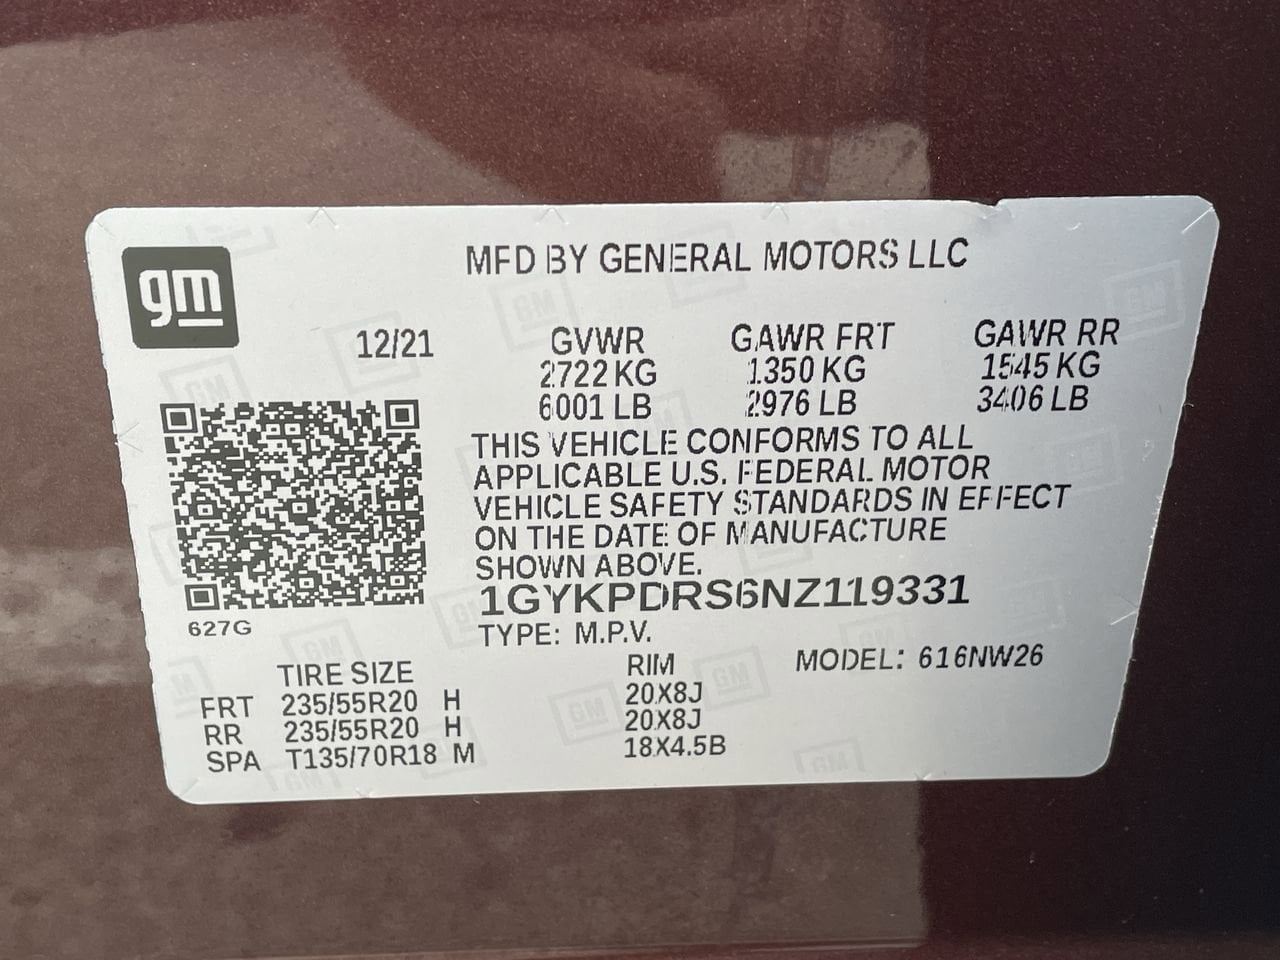 gm
MFD BY GENERAL MOTORS LLC
12/21 GVWR GAWR FRT GAWR RR
2722 KG 1350 KG 1545 KG
6001 LB 2976 LB 3406 LB
THIS VEHICLE CONFORMS TO ALL
APPLICABLE U.S. FEDERAL MOTOR
VEHICLE SAFETY STANDARDS IN EFFECT
ON THE DATE OF MANUFACTURE
SHOWN ABOVE.
1GYKPDRS6NZ119331
627G
TYPE: M.P.V.
TIRE SIZE RIM MODEL: 616NW26
FRT 235/55R20 H 20X8J
RR 235/55R20 H 20X8J
SPA T135/70R18 M 18X4.5B